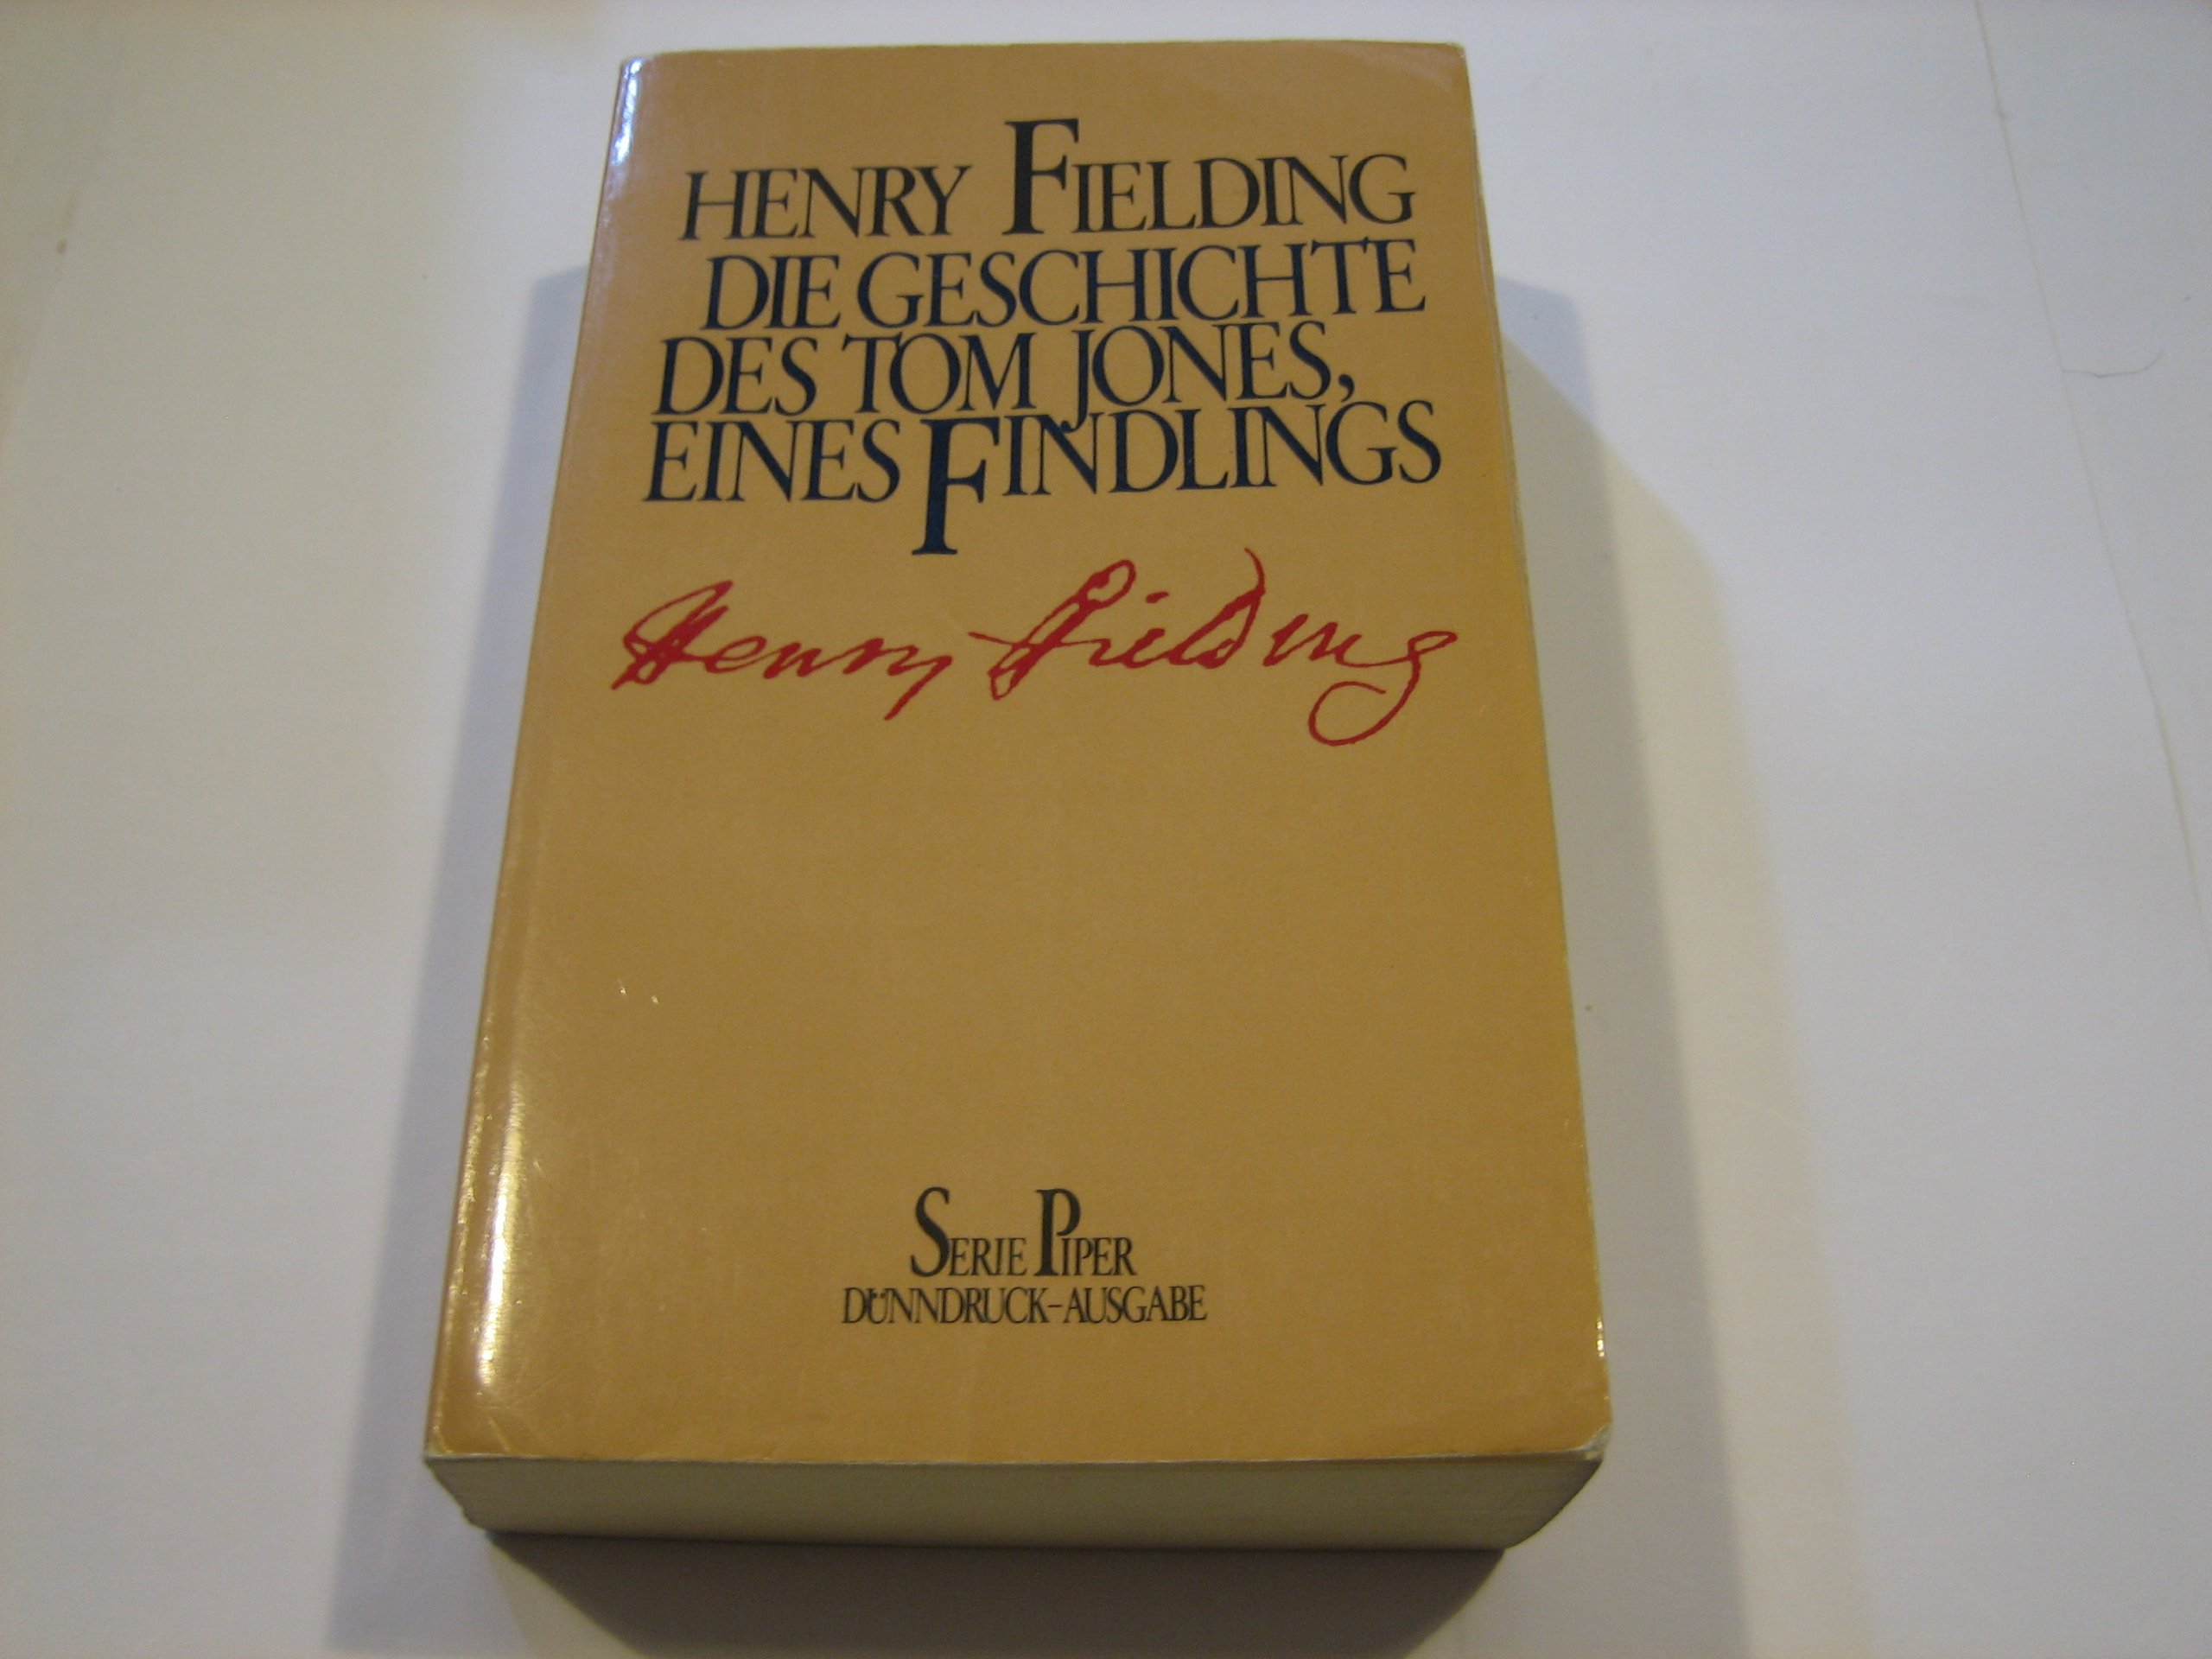 HENRY FIELDING
DIE GESCHICHTE
DES TOM JONES,
EINES FINDLINGS
Henry Fielding
SERIE PIPER
DÜNNDRUCK-AUSGABE